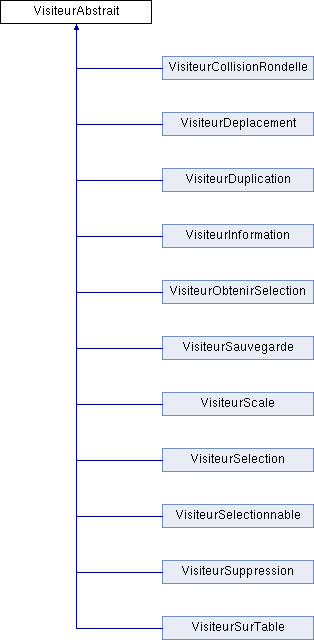 VisiteurAbstrait
VisiteurCollisionRondelle
VisiteurDeplacement
VisiteurDuplication
VisiteurInformation
VisiteurObtenirSelection
VisiteurSauvegarde
VisiteurScale
VisiteurSelection
VisiteurSelectionnable
VisiteurSuppression
VisiteurSurTable